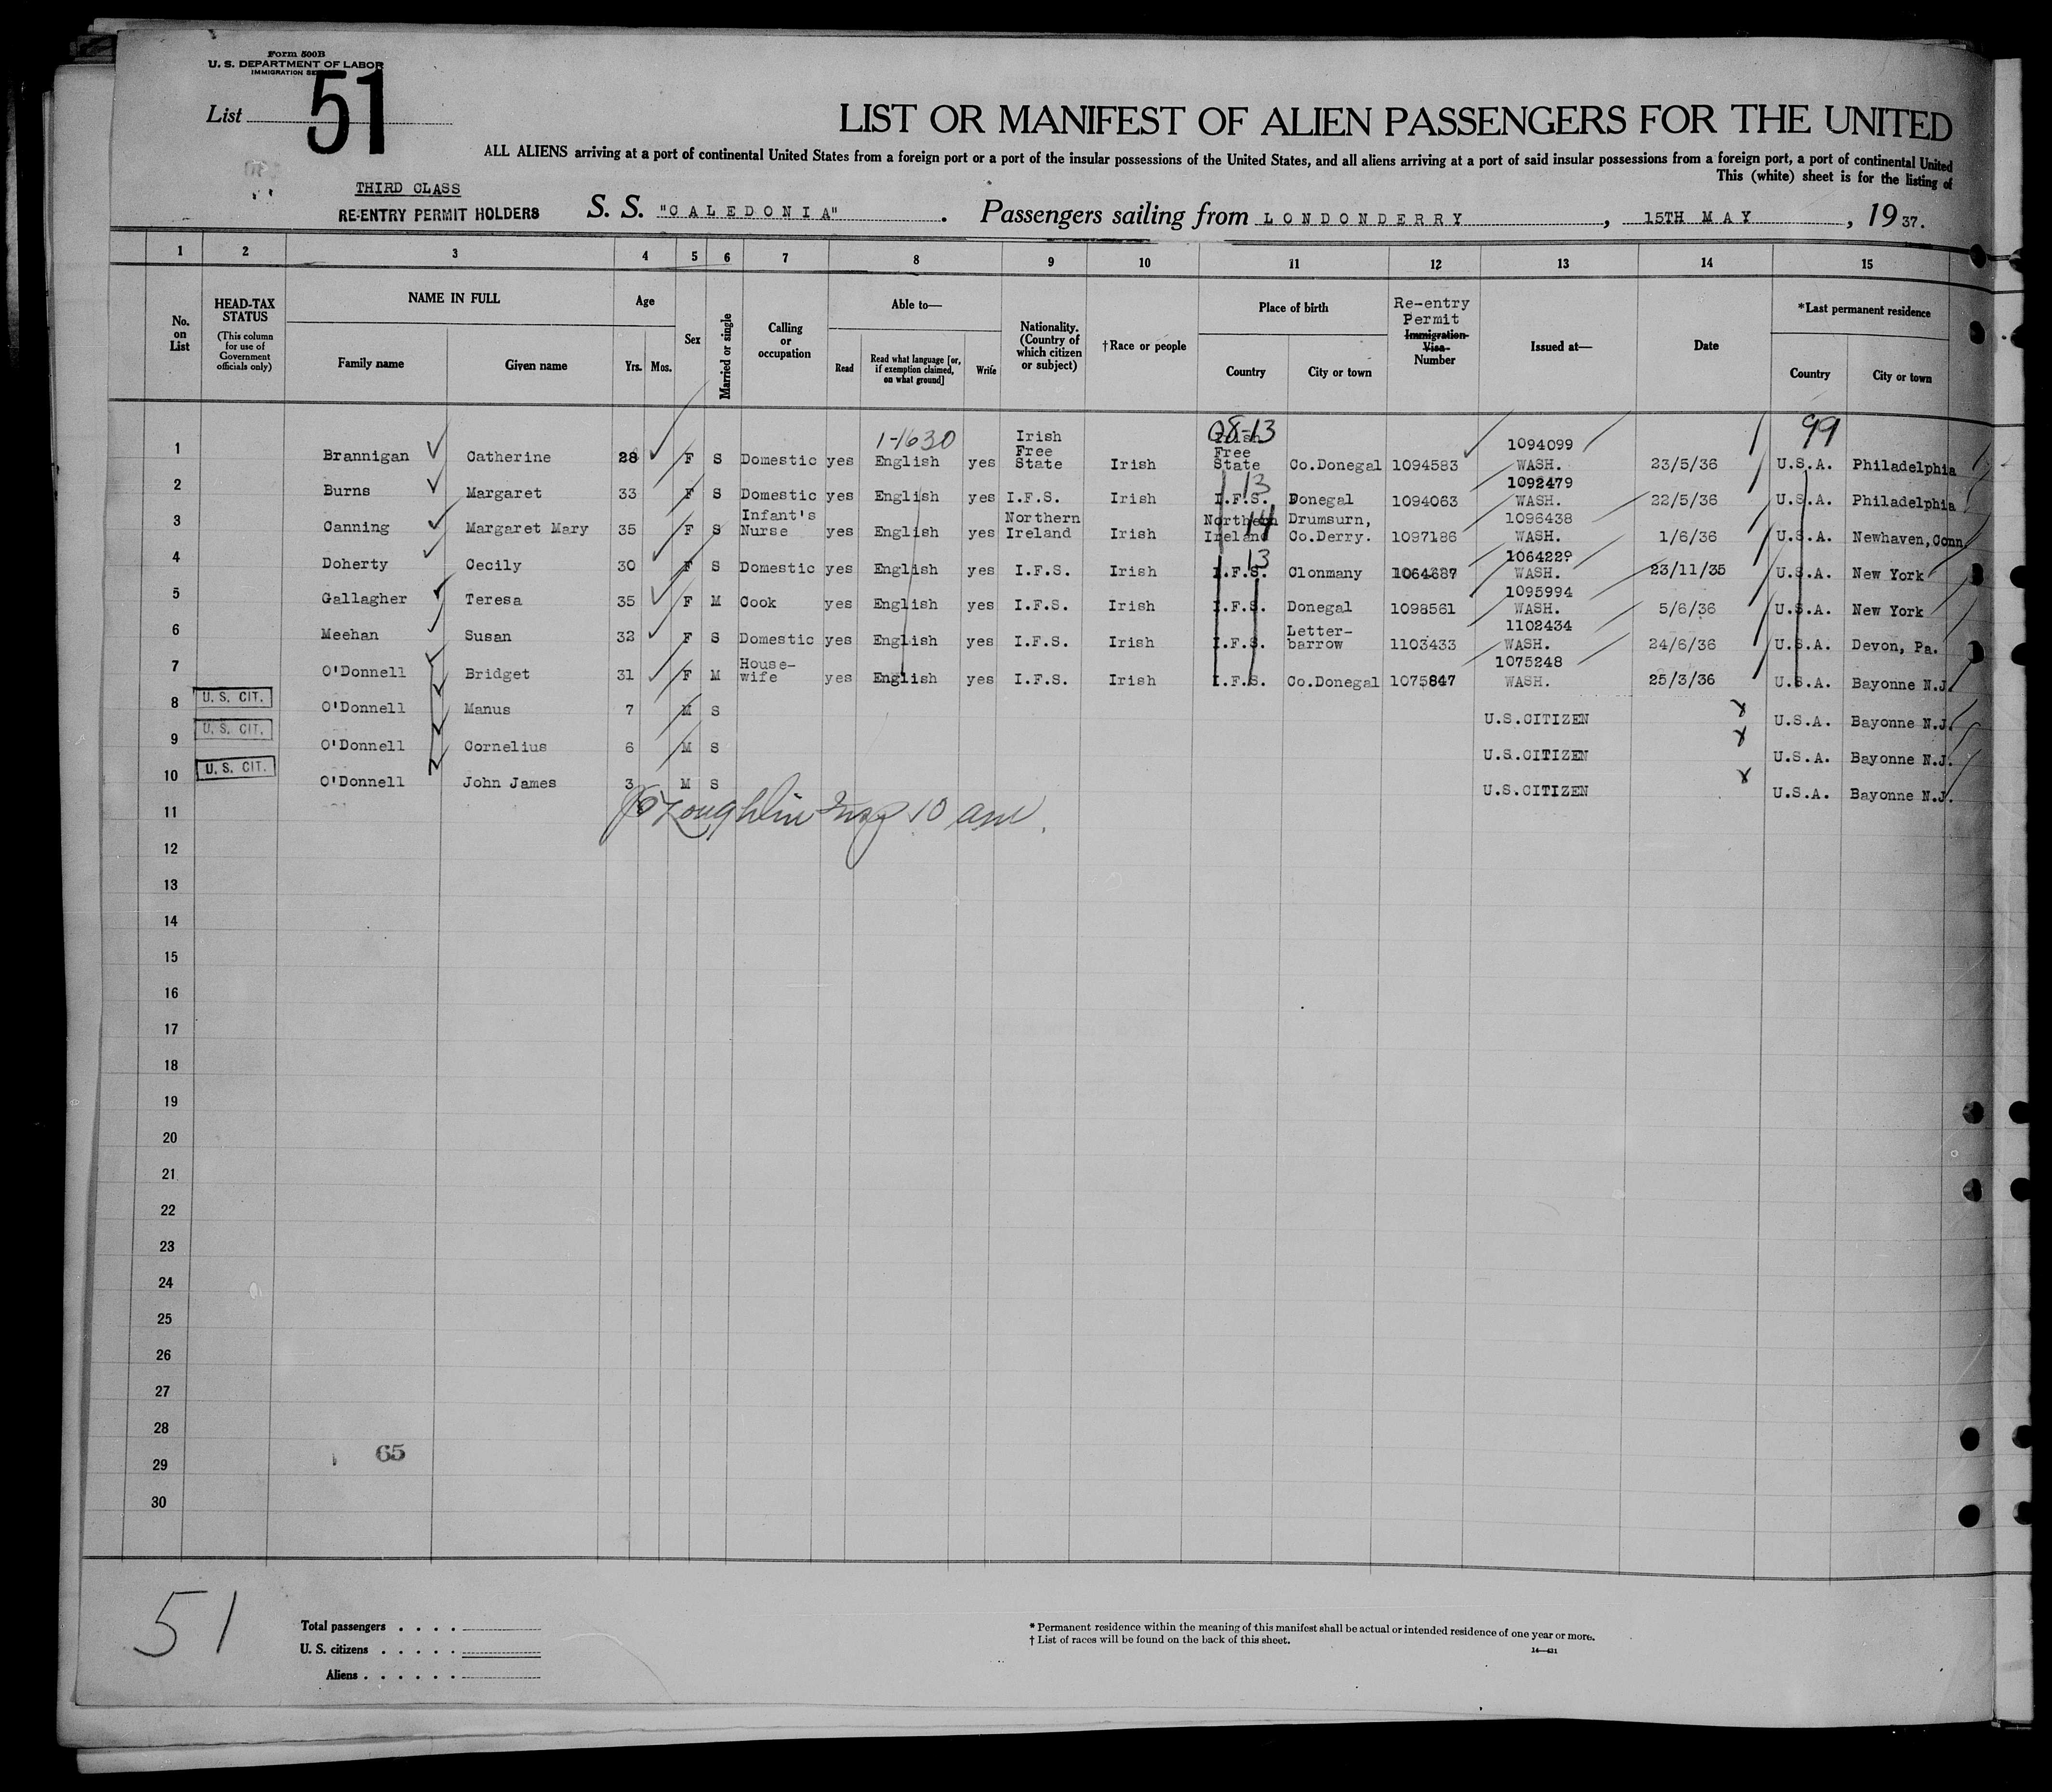 Form 500B
U. S. DEPARTMENT OF LABOR
IMMIGRATION
List 51
LIST OR MANIFEST OF ALIEN PASSENGERS FOR THE UNITED
ALL ALIENS arriving at a port of continental United States from a foreign port or a port of the insular possessions of the United States, and all aliens arriving at a port of said insular possessions from a foreign port, a port of continental United
This (white) sheet is for the listing of
THIRD CLASS
RE-ENTRY PERMIT HOLDERS S. S. "CALEDONIA". Passengers sailing from LONDONDERRY, 15TH MAY, 1937.
1 2 3 4 5 6 7 8 9 10 11 12 13 14 15
No. on List
HEAD-TAX STATUS (This column for use of Government officials only)
NAME IN FULL Family name Given name
Age Yrs. Mos.
Sex
Married or single
Calling or occupation
Able to— Read Read what language [or, if exemption claimed, on what ground] Write
Nationality. (Country of which citizen or subject)
†Race or people
Place of birth Country City or town
Re-entry Permit Immigration Visa Number
Issued at—
Date
*Last permanent residence Country City or town
1-1630 08-13 99
1 Brannigan Catherine 28 F S Domestic yes English yes Irish Free State Irish Irish Free State Co.Donegal 1094583 1094099 WASH. 23/5/36 U.S.A. Philadelphia
2 Burns Margaret 33 F S Domestic yes English yes I.F.S. Irish I.F.S. 13 Donegal 1094063 1092479 WASH. 22/5/36 U.S.A. Philadelphia
3 Canning Margaret Mary 35 F S Infant's Nurse yes English yes Northern Ireland Irish Northern Ireland 14 Drumsurn, Co.Derry. 1097186 1096438 WASH. 1/6/36 U.S.A. Newhaven,Conn.
4 Doherty Cecily 30 F S Domestic yes English yes I.F.S. Irish I.F.S. 13 Clonmany 1064687 WASH. 23/11/35 U.S.A. New York
5 Gallagher Teresa 35 F M Cook yes English yes I.F.S. Irish I.F.S. Donegal 1098561 1095994 WASH. 5/6/36 U.S.A. New York
6 Meehan Susan 32 F S Domestic yes English yes I.F.S. Irish I.F.S. Letter- barrow 1103433 1102434 WASH. 24/6/36 U.S.A. Devon, Pa.
7 O'Donnell Bridget 31 F M House- wife yes English yes I.F.S. Irish I.F.S. Co.Donegal 1075847 1075248 WASH. 25/3/36 U.S.A. Bayonne N.J.
8 U. S. CIT. O'Donnell Manus 7 M S U.S.CITIZEN x U.S.A. Bayonne N.J.
9 U. S. CIT. O'Donnell Cornelius 6 M S U.S.CITIZEN x U.S.A. Bayonne N.J.
10 U. S. CIT. O'Donnell John James 3 M S U.S.CITIZEN x U.S.A. Bayonne N.J.
11 10
12
13
14
15
16
17
18
19
20
21
22
23
24
25
26
27
28
65
29
30
51
Total passengers . . . .
U. S. citizens . . . . .
Aliens . . . . . .
* Permanent residence within the meaning of this manifest shall be actual or intended residence of one year or more.
† List of races will be found on the back of this sheet.
14—431